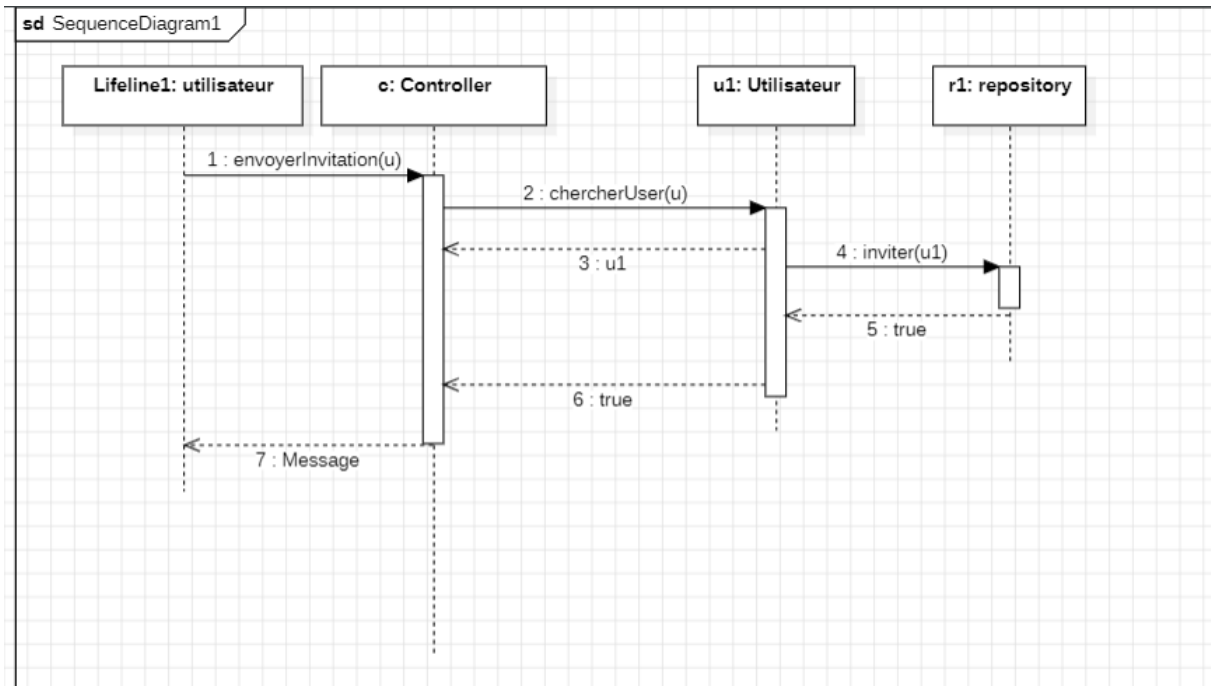 sd SequenceDiagram1
Lifeline1: utilisateur
c: Controller
u1: Utilisateur
r1: repository
1 : envoyerInvitation(u)
2 : chercherUser(u)
3 : u1
4 : inviter(u1)
5 : true
6 : true
7 : Message